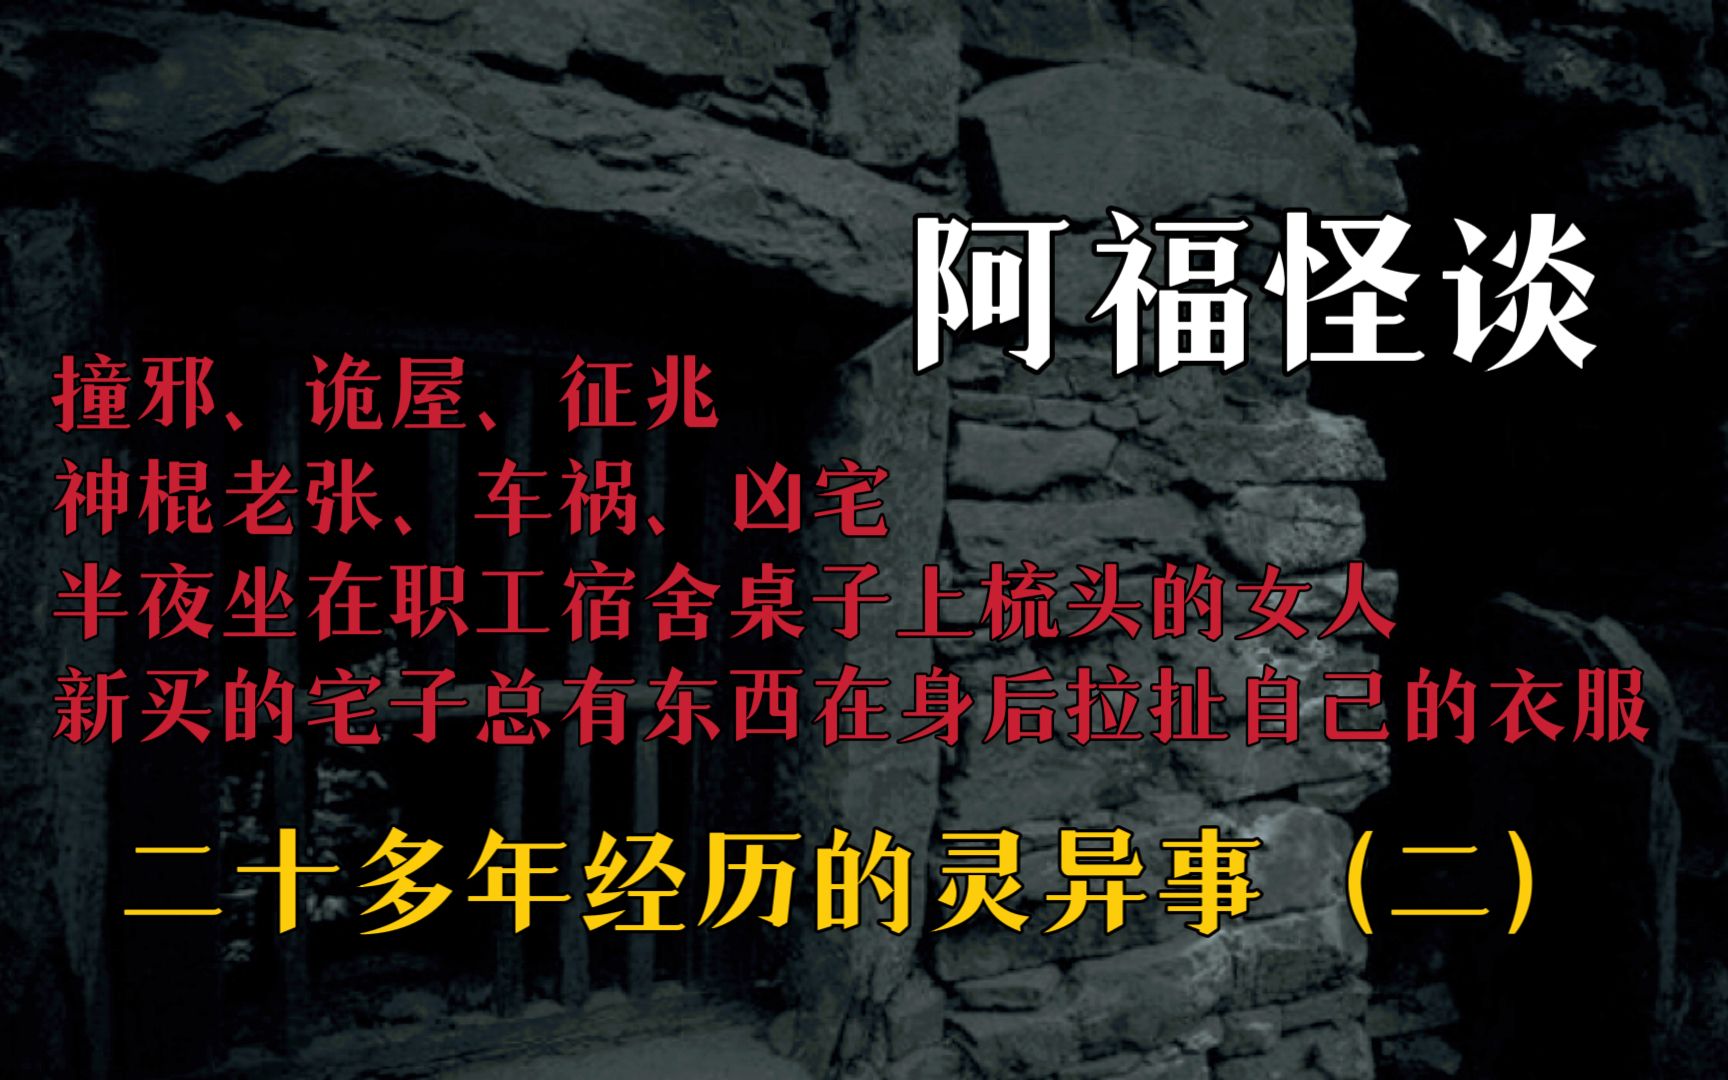 阿福怪谈
撞邪、诡屋、征兆
神棍老张、车祸、凶宅
半夜坐在职工宿舍桌子上梳头的女人
新买的宅子总有东西在身后拉扯自己的衣服
二十多年经历的灵异事（二）